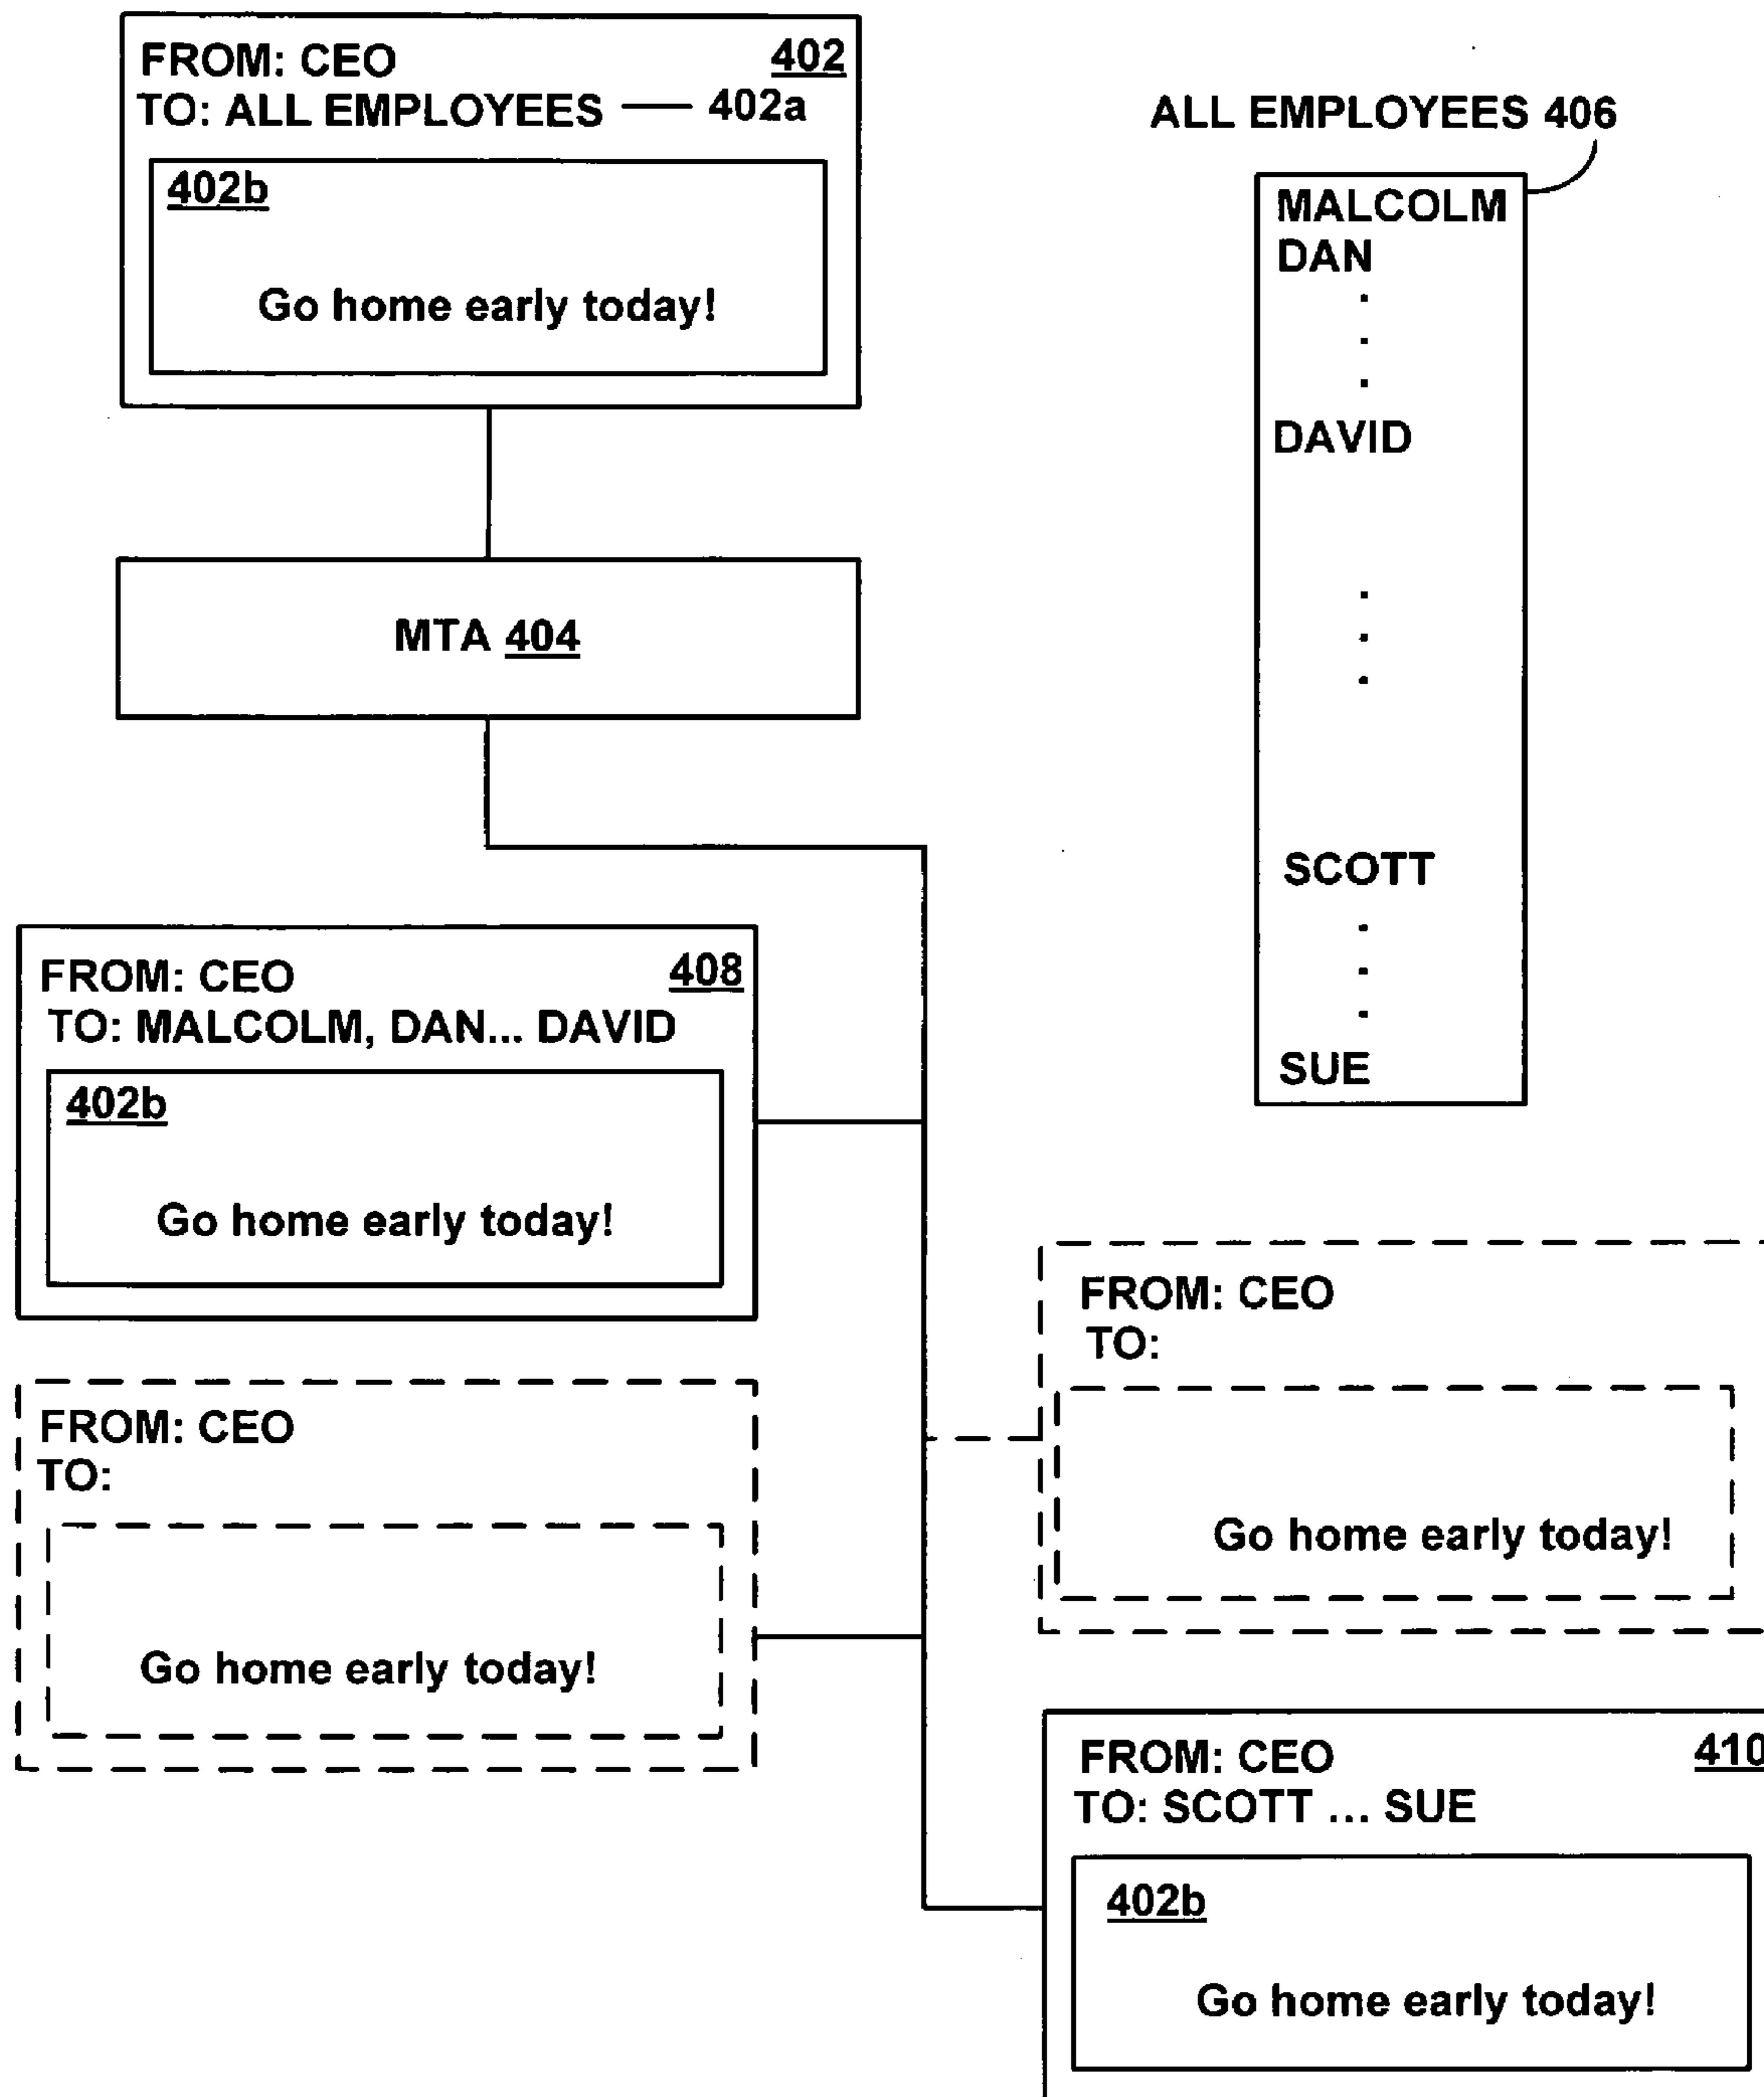 FROM: CEO 402
TO: ALL EMPLOYEES 402a
402b
Go home early today!
ALL EMPLOYEES 406
MALCOLM
DAN
.
.
.
DAVID
.
.
.
SCOTT
.
.
.
SUE
MTA 404
FROM: CEO 408
TO: MALCOLM, DAN... DAVID
402b
Go home early today!
FROM: CEO
TO:
Go home early today!
FROM: CEO
TO:
Go home early today!
FROM: CEO 410
TO: SCOTT ... SUE
402b
Go home early today!